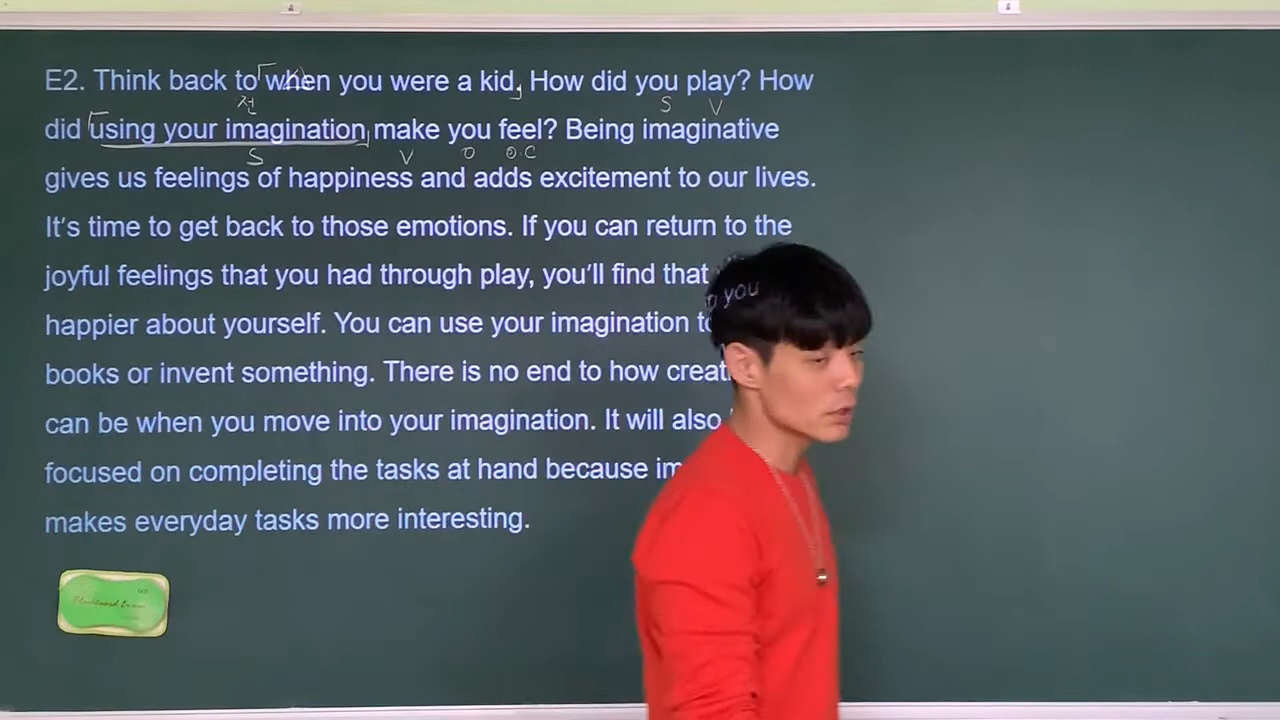 E2. Think back to when you were a kid. How did you play? How
전 S V
did using your imagination make you feel? Being imaginative
S V O O.C
gives us feelings of happiness and adds excitement to our lives.
It's time to get back to those emotions. If you can return to the
joyful feelings that you had through play, you'll find that
you
happier about yourself. You can use your imagination
books or invent something. There is no end to how
can be when you move into your imagination. It will also
focused on completing the tasks at hand because
makes everyday tasks more interesting.